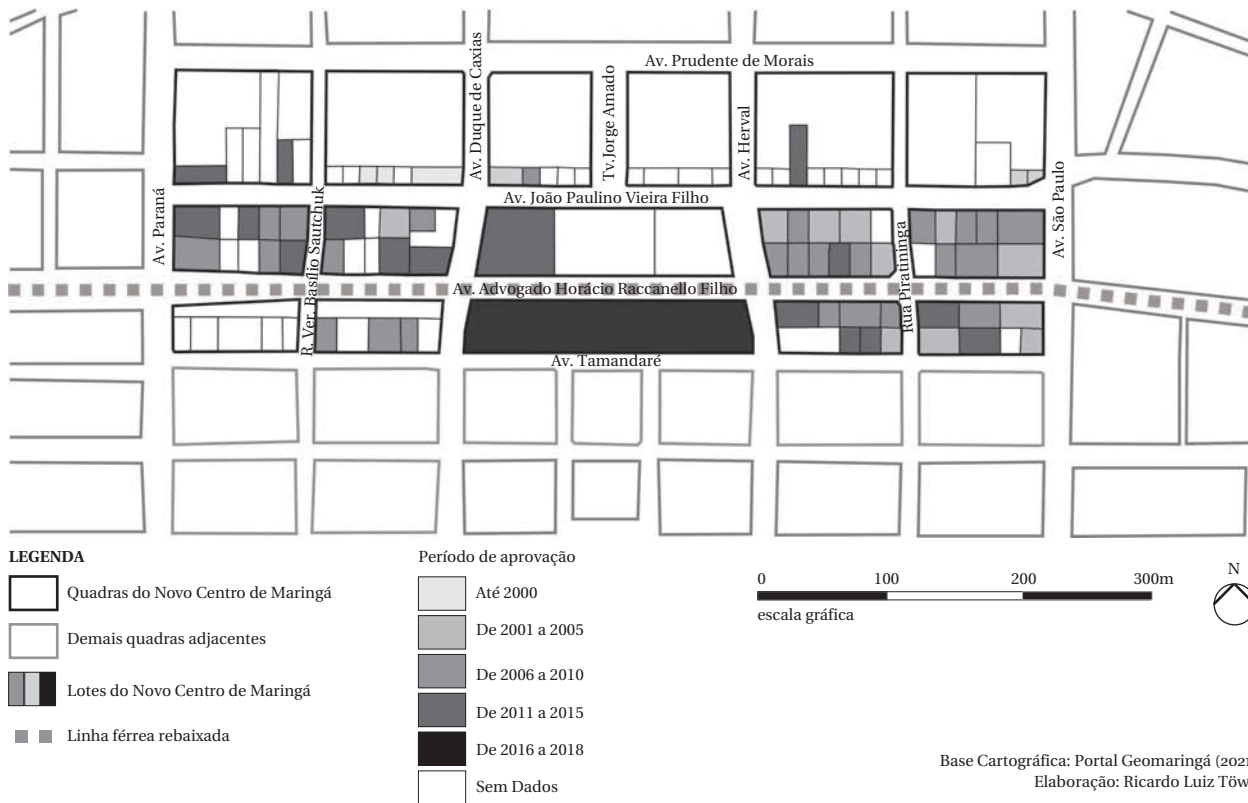 Av. Prudente de Morais
Av. Duque de Caxias
Tv. Jorge Amado
Av. Herval
Av. João Paulino Vieira Filho
Av. Paraná
R. Ver. Basílio Sautchuk
Rua Piratininga
Av. São Paulo
Av. Advogado Horácio Raccanello Filho
Av. Tamandaré
LEGENDA
Quadras do Novo Centro de Maringá
Demais quadras adjacentes
Lotes do Novo Centro de Maringá
Linha férrea rebaixada
Período de aprovação
Até 2000
De 2001 a 2005
De 2006 a 2010
De 2011 a 2015
De 2016 a 2018
Sem Dados
0 100 200 300m
escala gráfica
N
Base Cartográfica: Portal Geomaringá (2021
Elaboração: Ricardo Luiz Töw